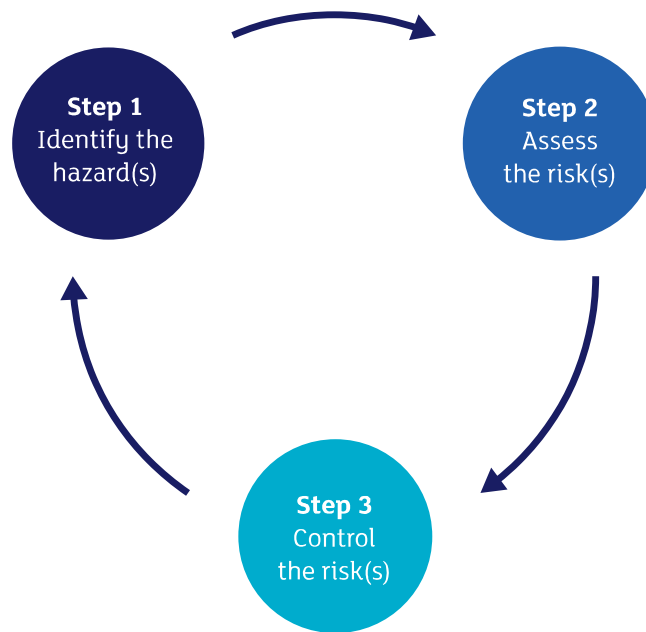 Step 1
Identify the
hazard(s)
Step 2
Assess
the risk(s)
Step 3
Control
the risk(s)